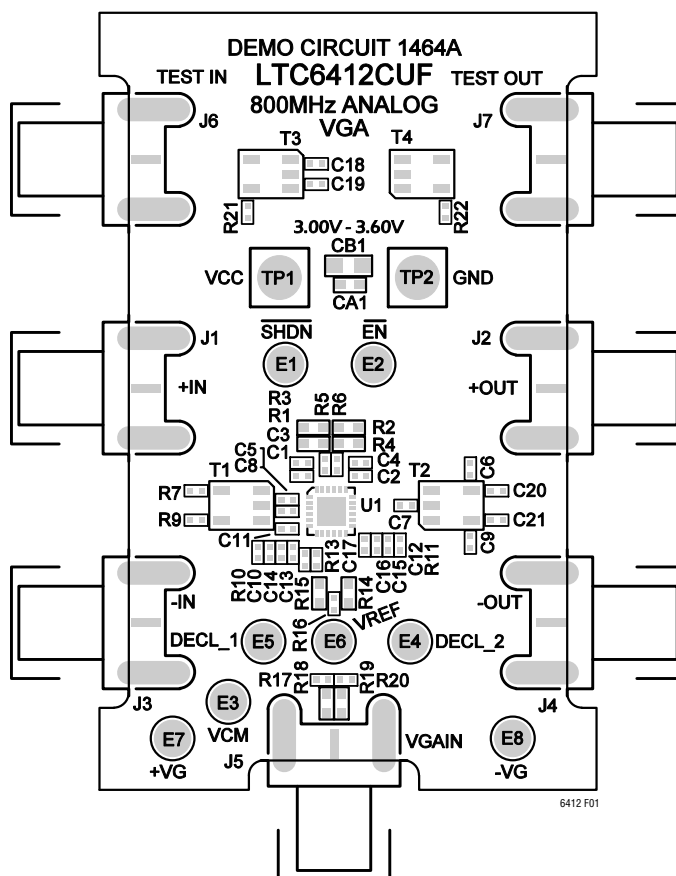 DEMO CIRCUIT 1464A
TEST IN
LTC6412CUF
TEST OUT
800MHz ANALOG
VGA
J6
J7
T3
T4
C18
C19
R21
R22
3.00V - 3.60V
CB1
VCC
TP1
TP2
GND
CA1
SHDN
EN
J1
J2
E1
E2
+IN
+OUT
R3
R5
R6
R1
R2
C3
R4
C5
C1
C4
C6
T1
C8
C2
T2
R7
U1
C20
C7
R9
C21
C11
C9
R10
C10
C14
C13
R13
C17
C16
C15
C12
R11
-IN
R15
R14
-OUT
R16
VREF
DECL_1
E5
E6
E4
DECL_2
R17
R18
R19
R20
J3
E3
J4
VCM
E7
J5
VGAIN
E8
+VG
-VG
6412 F01